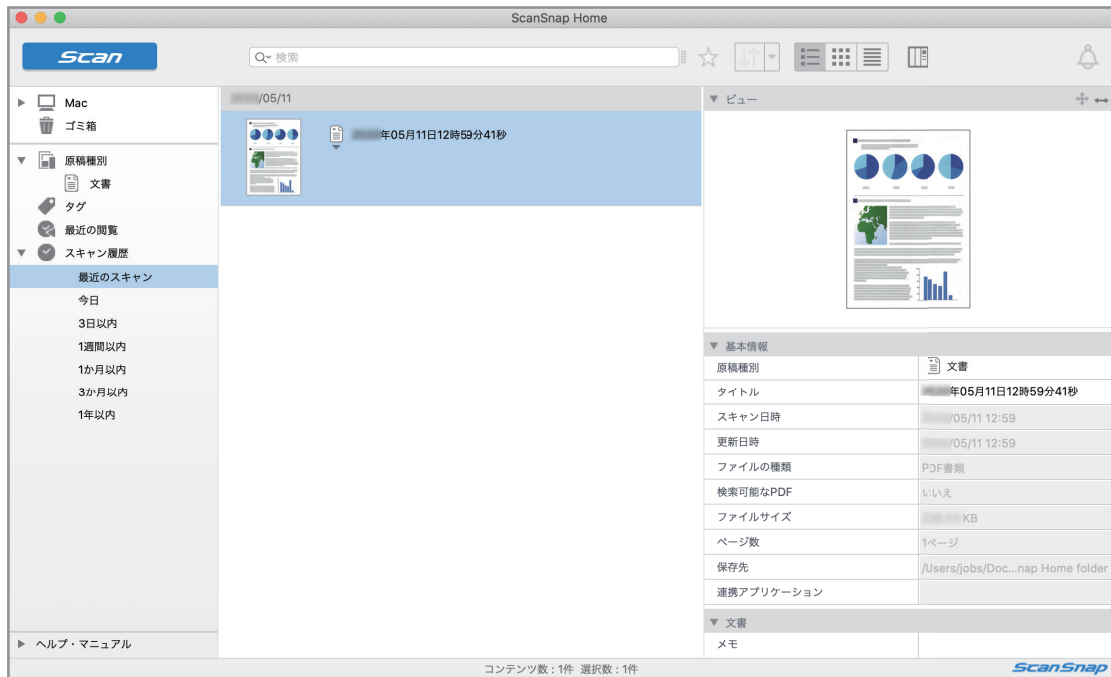 ScanSnap Home
Scan
検索
Mac
ゴミ箱
原稿種別
文書
タグ
最近の閲覧
スキャン履歴
最近のスキャン
今日
3日以内
1週間以内
1か月以内
3か月以内
1年以内
ヘルプ・マニュアル
/05/11
年05月11日12時59分41秒
ビュー
基本情報
原稿種別 文書
タイトル 年05月11日12時59分41秒
スキャン日時 /05/11 12:59
更新日時 /05/11 12:59
ファイルの種類 PDF書類
検索可能なPDF いいえ
ファイルサイズ KB
ページ数 1ページ
保存先 /Users/jobs/Doc...nap Home folder
連携アプリケーション
文書
メモ
コンテンツ数：1件 選択数：1件
ScanSnap